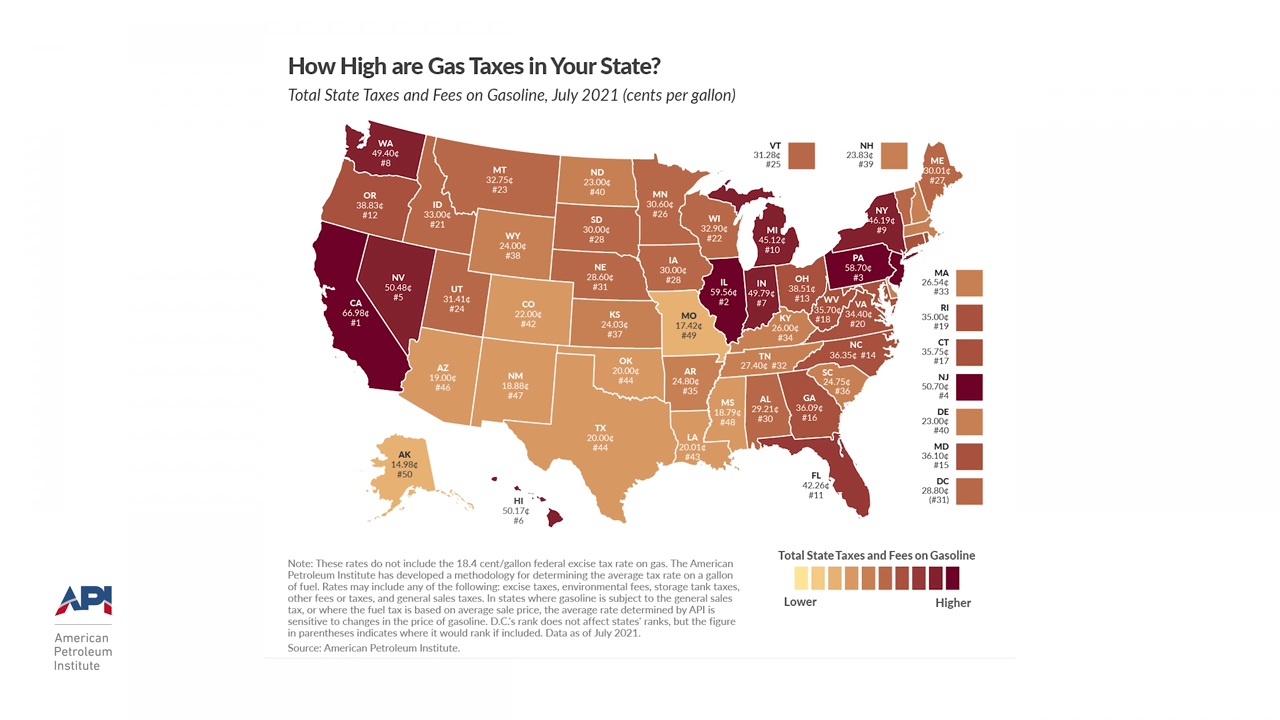 How High are Gas Taxes in Your State?
Total State Taxes and Fees on Gasoline, July 2021 (cents per gallon)
WA
49.40¢
#8
OR
38.83¢
#12
CA
66.98¢
#1
NV
50.48¢
#5
ID
33.00¢
#21
MT
32.75¢
#23
WY
24.00¢
#38
UT
31.41¢
#24
CO
22.00¢
#42
AZ
19.00¢
#46
NM
18.88¢
#47
ND
23.00¢
#40
SD
30.00¢
#28
NE
28.60¢
#31
KS
24.03¢
#37
OK
20.00¢
#44
TX
20.00¢
#44
MN
30.60¢
#26
IA
30.00¢
#28
MO
17.42¢
#49
AR
24.80¢
#35
LA
20.01¢
#43
WI
32.90¢
#22
IL
59.56¢
#2
MI
45.12¢
#10
IN
49.79¢
#7
OH
38.51¢
#13
KY
26.00¢
#34
TN
27.40¢ #32
MS
18.79¢
#48
AL
29.21¢
#30
GA
36.09¢
#16
FL
42.26¢
#11
SC
24.75¢
#36
NC
36.35¢ #14
WV
35.70¢
#18
VA
34.40¢
#20
PA
58.70¢
#3
NY
46.19¢
#9
VT
31.28¢
#25
NH
23.83¢
#39
ME
30.01¢
#27
MA
26.54¢
#33
RI
35.00¢
#19
CT
35.75¢
#17
NJ
50.70¢
#4
DE
23.00¢
#40
MD
36.10¢
#15
DC
28.80¢
(#31)
AK
14.98¢
#50
HI
50.17¢
#6
Total State Taxes and Fees on Gasoline
Lower
Higher
Note: These rates do not include the 18.4 cent/gallon federal excise tax rate on gas. The American
Petroleum Institute has developed a methodology for determining the average tax rate on a gallon
of fuel. Rates may include any of the following: excise taxes, environmental fees, storage tank taxes,
other fees or taxes, and general sales taxes. In states where gasoline is subject to the general sales
tax, or where the fuel tax is based on average sale price, the average rate determined by API is
sensitive to changes in the price of gasoline. D.C.'s rank does not affect states' ranks, but the figure
in parentheses indicates where it would rank if included. Data as of July 2021.
Source: American Petroleum Institute.
API
American
Petroleum
Institute